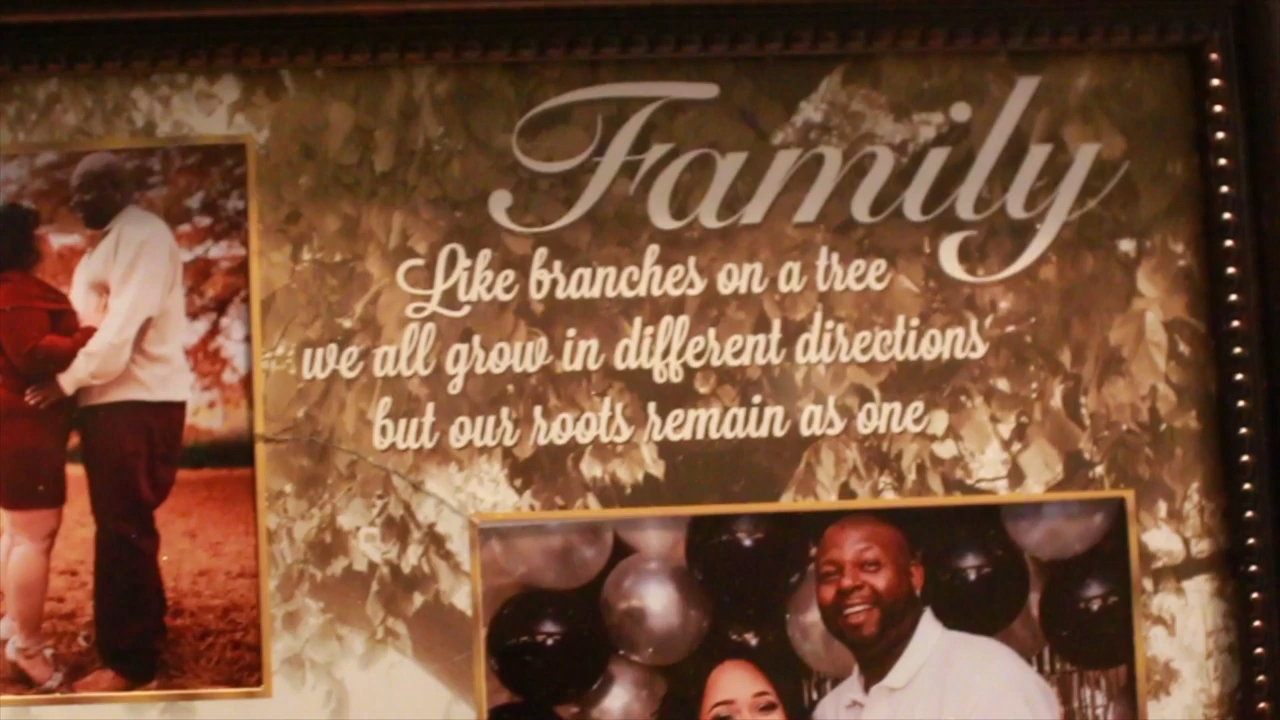 Family
Like branches on a tree
we all grow in different directions
but our roots remain as one